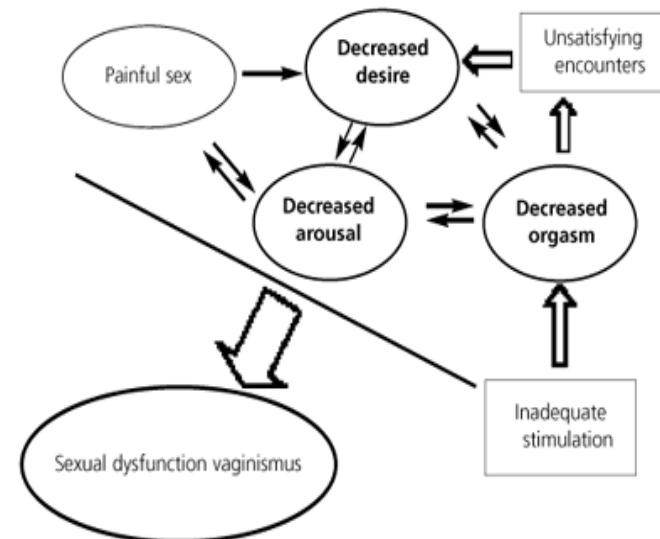 Painful sex
Decreased
desire
Unsatisfying
encounters
Decreased
arousal
Decreased
orgasm
Inadequate
stimulation
Sexual dysfunction vaginismus